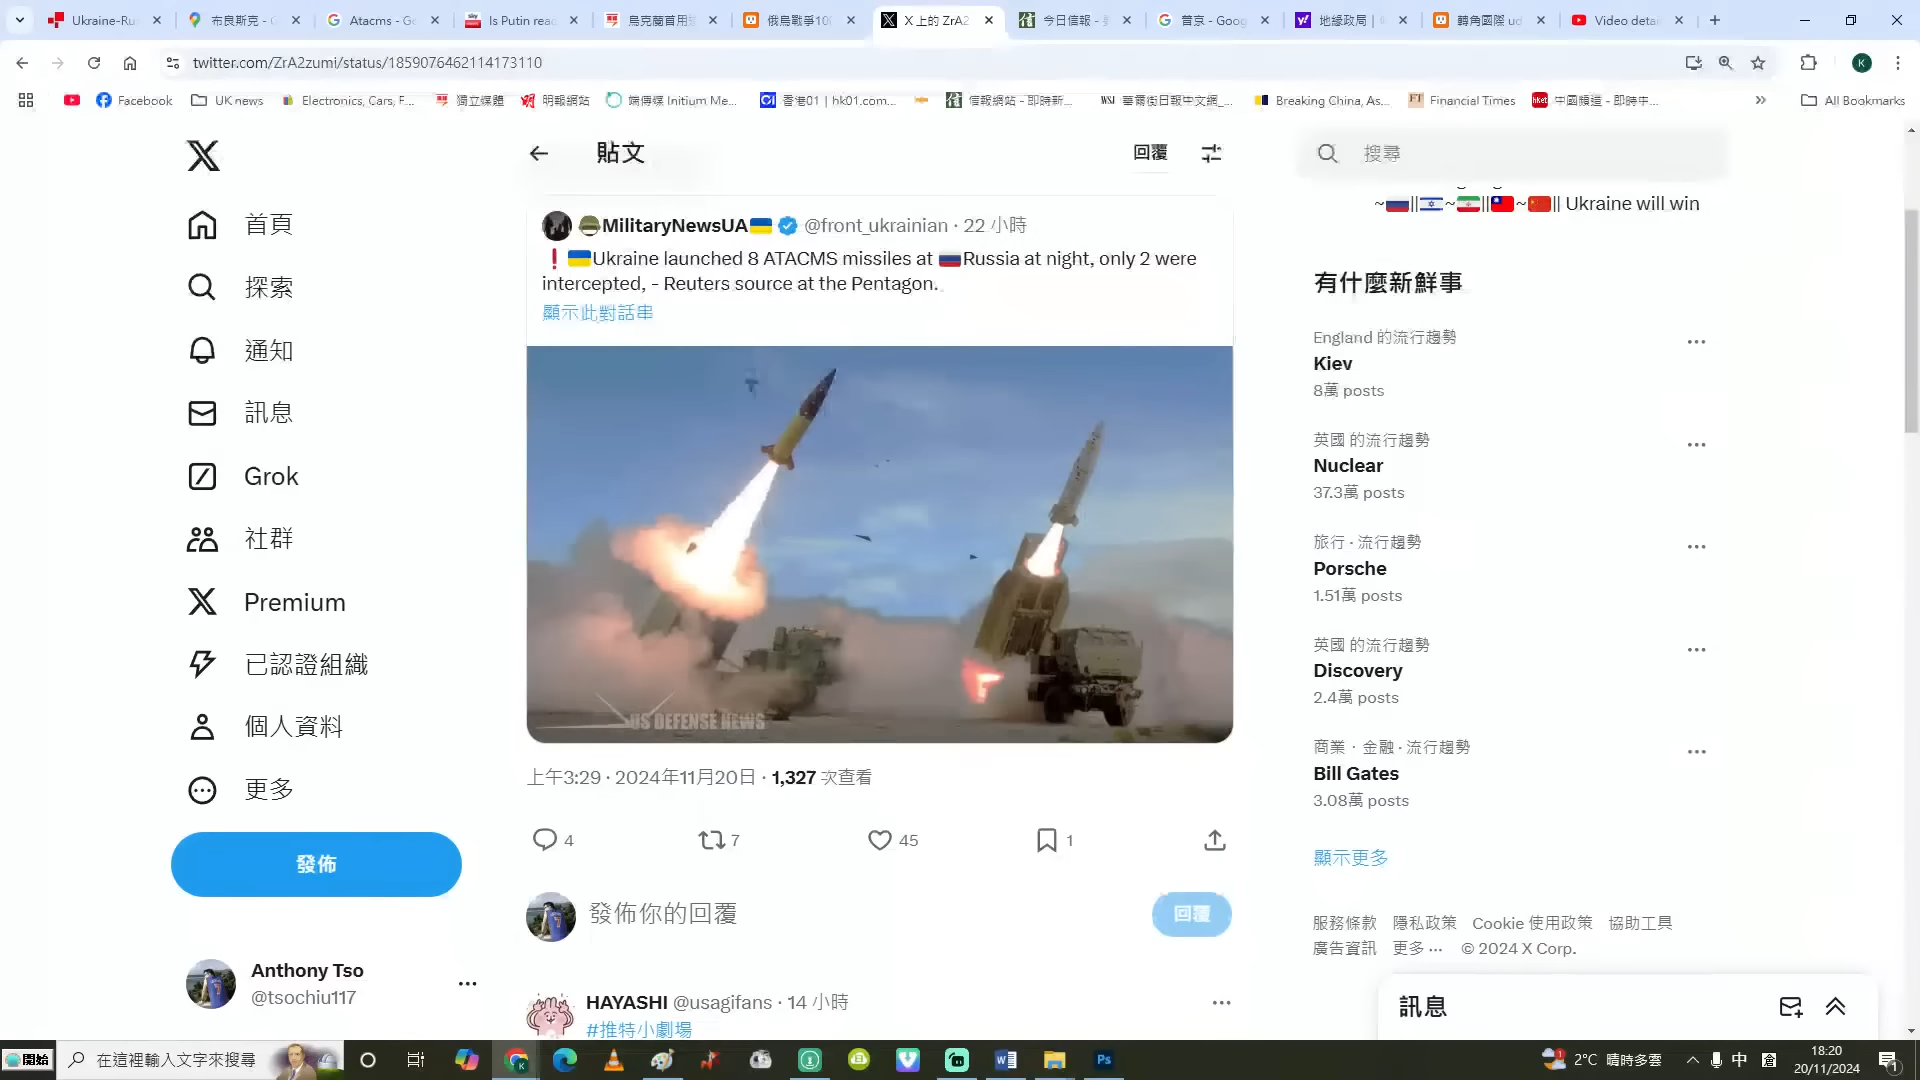 Ukraine-Ru
布良斯克 - G
Atacms - Go
Is Putin read
烏克蘭首用
俄烏戰爭10
X 上的 ZrA2
今日信報 -
普京 - Goog
地緣政局 |
轉角國際 ud
Video detai
twitter.com/ZrA2zumi/status/1859076462114173110
Facebook
UK news
Electronics, Cars, F...
獨立媒體
明報網站
端傳媒 Initium Me...
香港01 | hk01.com...
信報網站 - 即時新...
華爾街日報中文網_...
Breaking China, As...
Financial Times
中國頻道 - 即時中...
All Bookmarks
首頁
探索
通知
訊息
Grok
社群
Premium
已認證組織
個人資料
更多
發佈
Anthony Tso
@tsochiu117
貼文
回覆
MilitaryNewsUA @front_ukrainian · 22 小時
❗🇺🇦Ukraine launched 8 ATACMS missiles at 🇷🇺Russia at night, only 2 were
intercepted, - Reuters source at the Pentagon.
顯示此對話串
US DEFENSE NEWS
上午3:29 · 2024年11月20日 · 1,327 次查看
4
7
45
1
發佈你的回覆
回覆
HAYASHI @usagifans · 14 小時
#推特小劇場
搜尋
~🇷🇺||🇮🇱~🇮🇷||🇹🇼~🇨🇳|| Ukraine will win
有什麼新鮮事
England 的流行趨勢
Kiev
8萬 posts
英國 的流行趨勢
Nuclear
37.3萬 posts
旅行 · 流行趨勢
Porsche
1.51萬 posts
英國 的流行趨勢
Discovery
2.4萬 posts
商業・金融 · 流行趨勢
Bill Gates
3.08萬 posts
顯示更多
服務條款 隱私政策 Cookie 使用政策 協助工具
廣告資訊 更多 ··· © 2024 X Corp.
訊息
開始
在這裡輸入文字來搜尋
2°C 晴時多雲
中
倉
18:20
20/11/2024